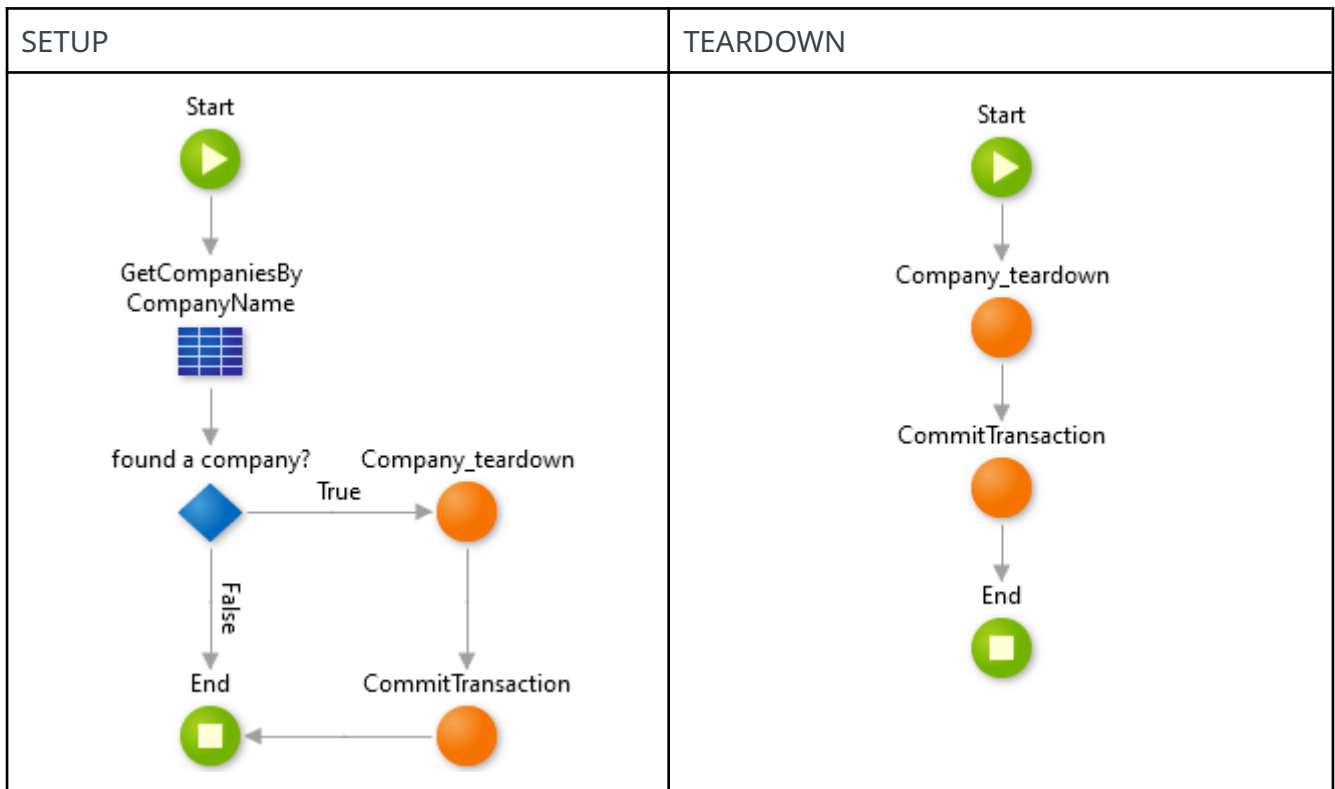 SETUP
TEARDOWN
Start
GetCompaniesBy
CompanyName
found a company?
True
Company_teardown
False
End
CommitTransaction
Start
Company_teardown
CommitTransaction
End